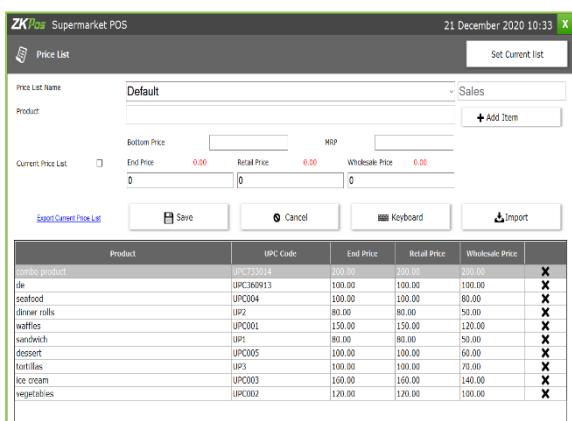 ZKPos Supermarket POS 21 December 2020 10:33 X
Price List Set Current list
Price List Name Default Sales
Product + Add Item
Bottom Price MRP
Current Price List End Price 0.00 Retail Price 0.00 Wholesale Price 0.00
0 0 0
Export Current Price List Save Cancel Keyboard Import
Product UPC Code End Price Retail Price Wholesale Price
combo product UPC733014 200.00 200.00 200.00 X
de UPC360913 100.00 100.00 100.00 X
seafood UPC004 100.00 100.00 80.00 X
dinner rolls UP2 80.00 80.00 50.00 X
waffles UPC001 150.00 150.00 120.00 X
sandwich UP1 80.00 80.00 50.00 X
dessert UPC005 100.00 100.00 60.00 X
tortillas UP3 100.00 100.00 70.00 X
ice cream UPC003 160.00 160.00 140.00 X
vegetables UPC002 120.00 120.00 100.00 X